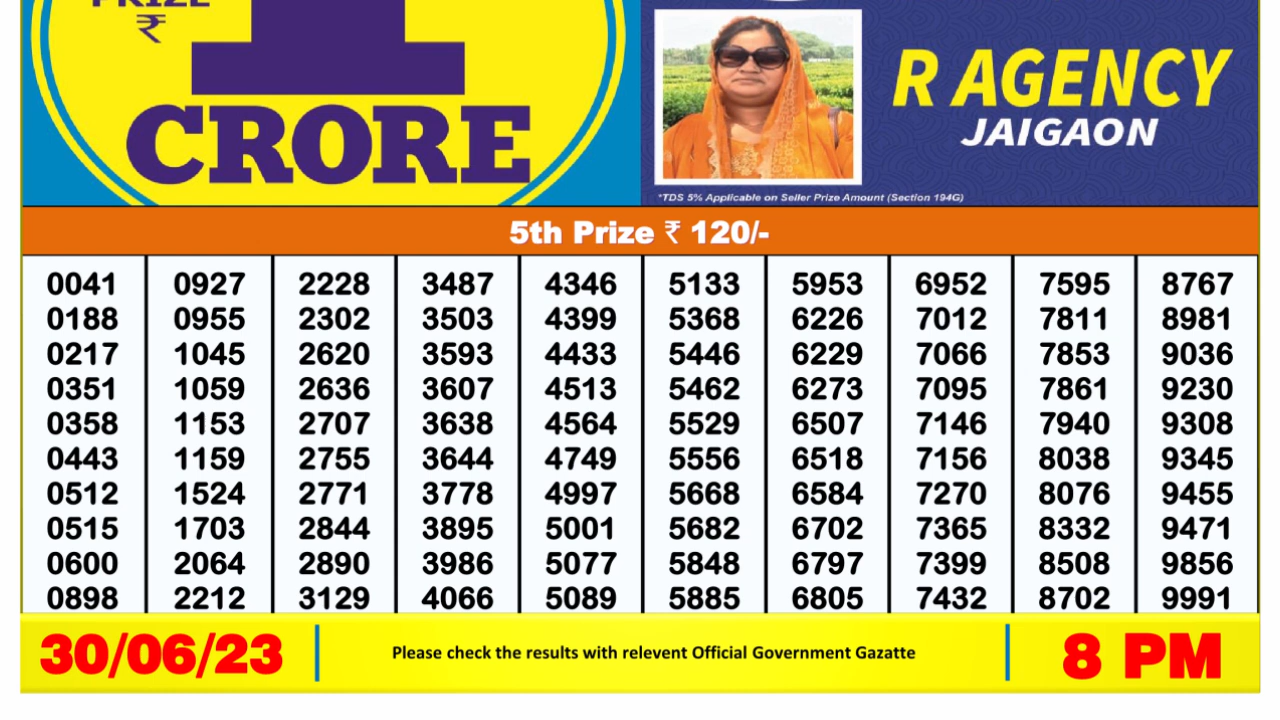 PRIZE
₹
1
CRORE
R AGENCY
JAIGAON
*TDS 5% Applicable on Seller Prize Amount (Section 194G)
5th Prize ₹ 120/-
0041 0927 2228 3487 4346 5133 5953 6952 7595 8767
0188 0955 2302 3503 4399 5368 6226 7012 7811 8981
0217 1045 2620 3593 4433 5446 6229 7066 7853 9036
0351 1059 2636 3607 4513 5462 6273 7095 7861 9230
0358 1153 2707 3638 4564 5529 6507 7146 7940 9308
0443 1159 2755 3644 4749 5556 6518 7156 8038 9345
0512 1524 2771 3778 4997 5668 6584 7270 8076 9455
0515 1703 2844 3895 5001 5682 6702 7365 8332 9471
0600 2064 2890 3986 5077 5848 6797 7399 8508 9856
0898 2212 3129 4066 5089 5885 6805 7432 8702 9991
30/06/23
Please check the results with relevent Official Government Gazatte
8 PM